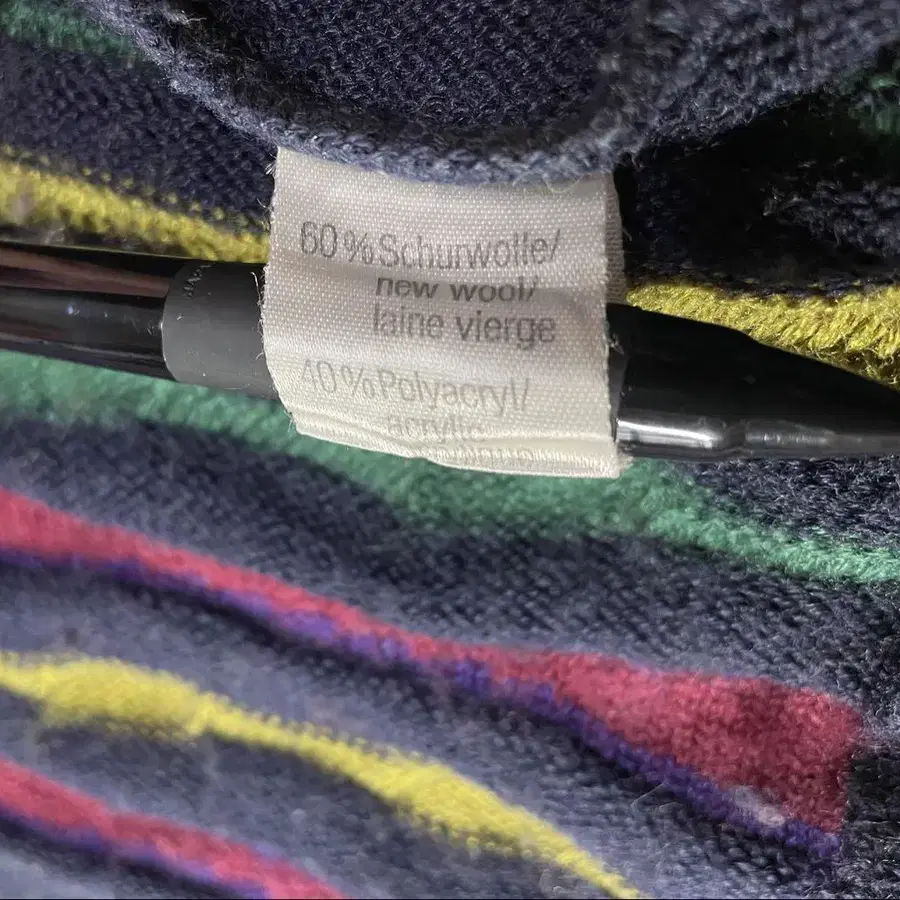 60%Schurwolle/
new wool/
laine vierge
40%Polyacryl/
acrylic